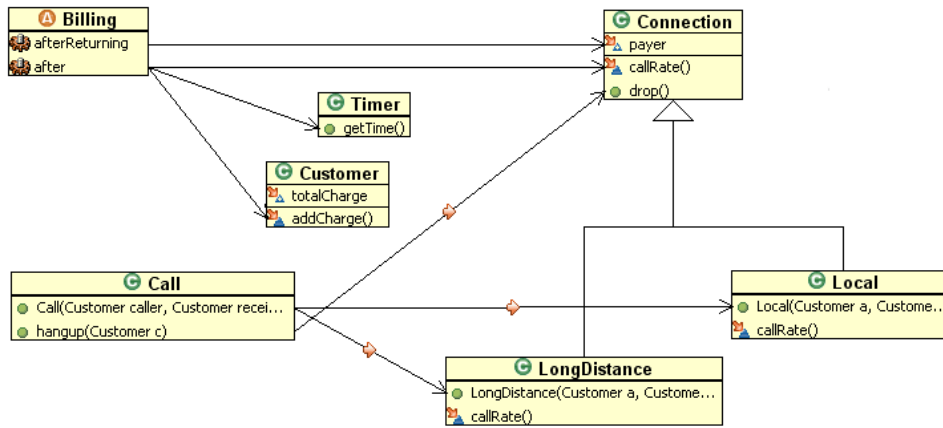 A Billing
afterReturning
after
C Connection
payer
callRate()
drop()
C Timer
getTime()
C Customer
totalCharge
addCharge()
C Call
Call(Customer caller, Customer recei...
hangup(Customer c)
C Local
Local(Customer a, Custome...
callRate()
C LongDistance
LongDistance(Customer a, Custome...
callRate()